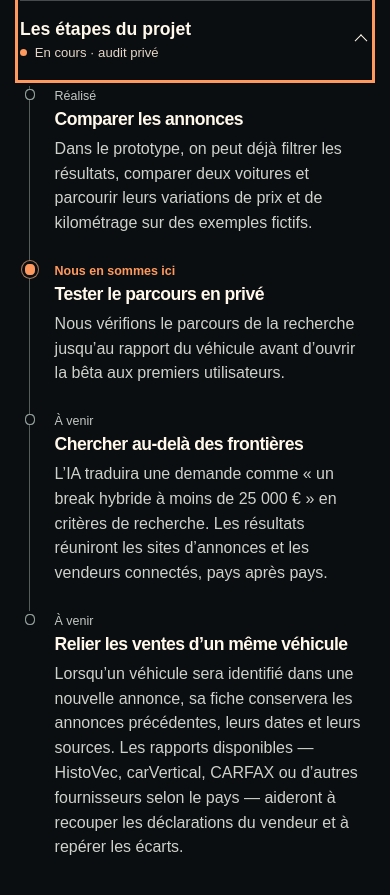 Les étapes du projet
En cours · audit privé
Réalisé
Comparer les annonces
Dans le prototype, on peut déjà filtrer les
résultats, comparer deux voitures et
parcourir leurs variations de prix et de
kilométrage sur des exemples fictifs.
Nous en sommes ici
Tester le parcours en privé
Nous vérifions le parcours de la recherche
jusqu’au rapport du véhicule avant d’ouvrir
la bêta aux premiers utilisateurs.
À venir
Chercher au-delà des frontières
L’IA traduira une demande comme « un
break hybride à moins de 25 000 € » en
critères de recherche. Les résultats
réuniront les sites d’annonces et les
vendeurs connectés, pays après pays.
À venir
Relier les ventes d’un même véhicule
Lorsqu’un véhicule sera identifié dans une
nouvelle annonce, sa fiche conservera les
annonces précédentes, leurs dates et leurs
sources. Les rapports disponibles —
HistoVec, carVertical, CARFAX ou d’autres
fournisseurs selon le pays — aideront à
recouper les déclarations du vendeur et à
repérer les écarts.